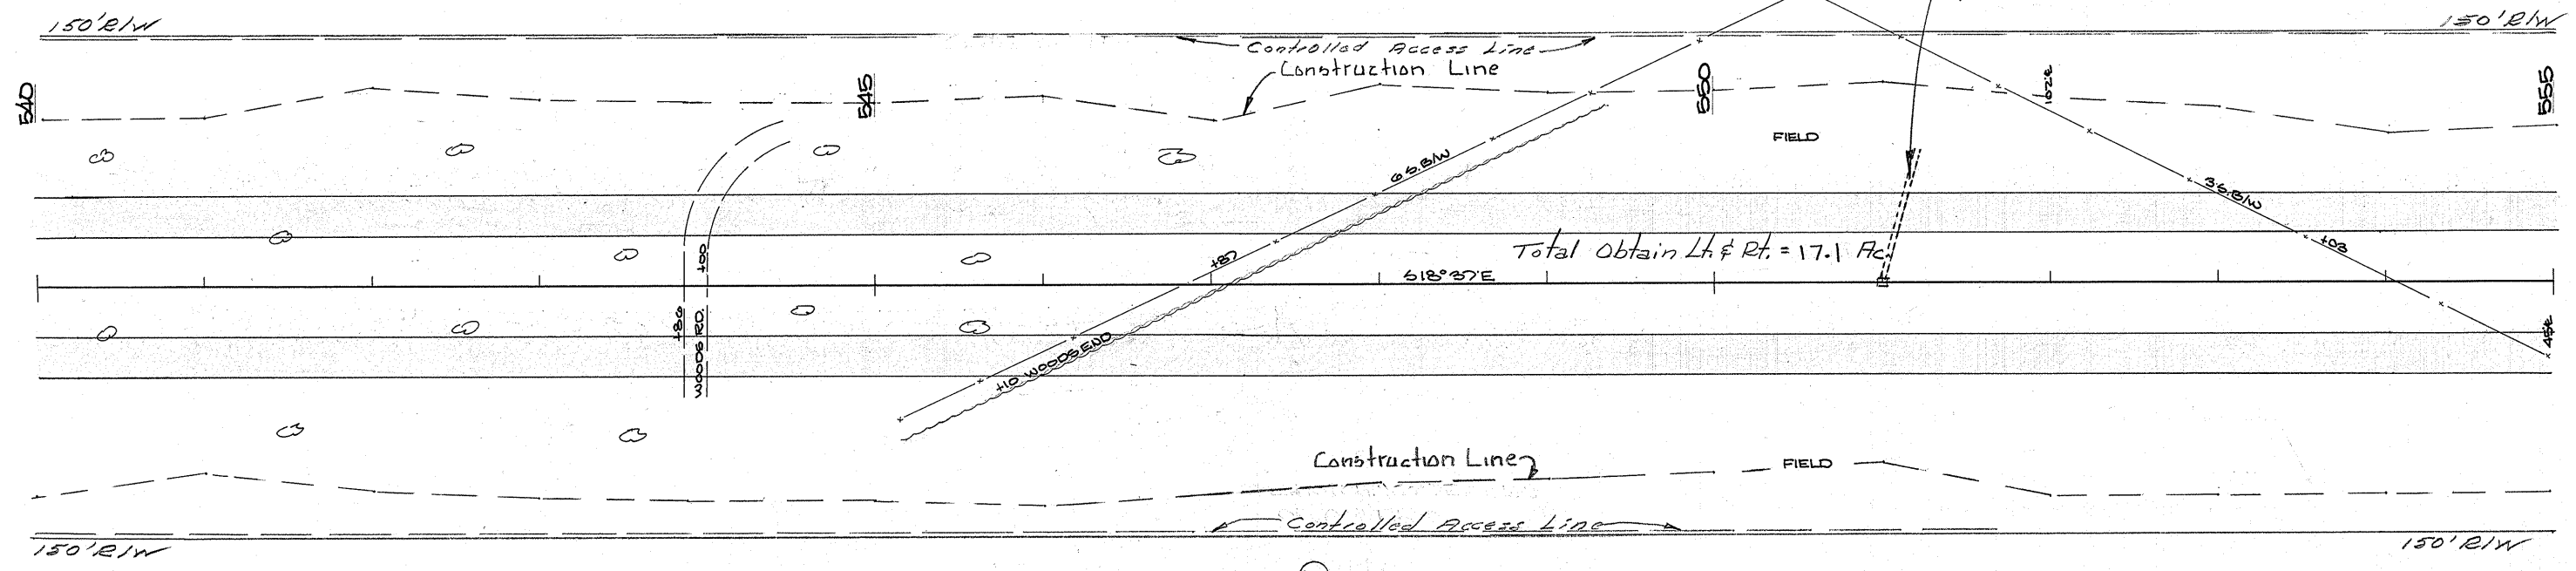 150' R/W
150' R/W
Controlled Access Line
Construction Line
540
545
550
102'R
555
FIELD
6 S.B/W
3 S.B/W
+03
+00
+87
Total Obtain Lt. & Rt. = 17.1 Ac.
S18°37'E
+86
WOODS RD.
+10 WOODS END
45'R
Construction Line
FIELD
Controlled Access Line
150' R/W
150' R/W